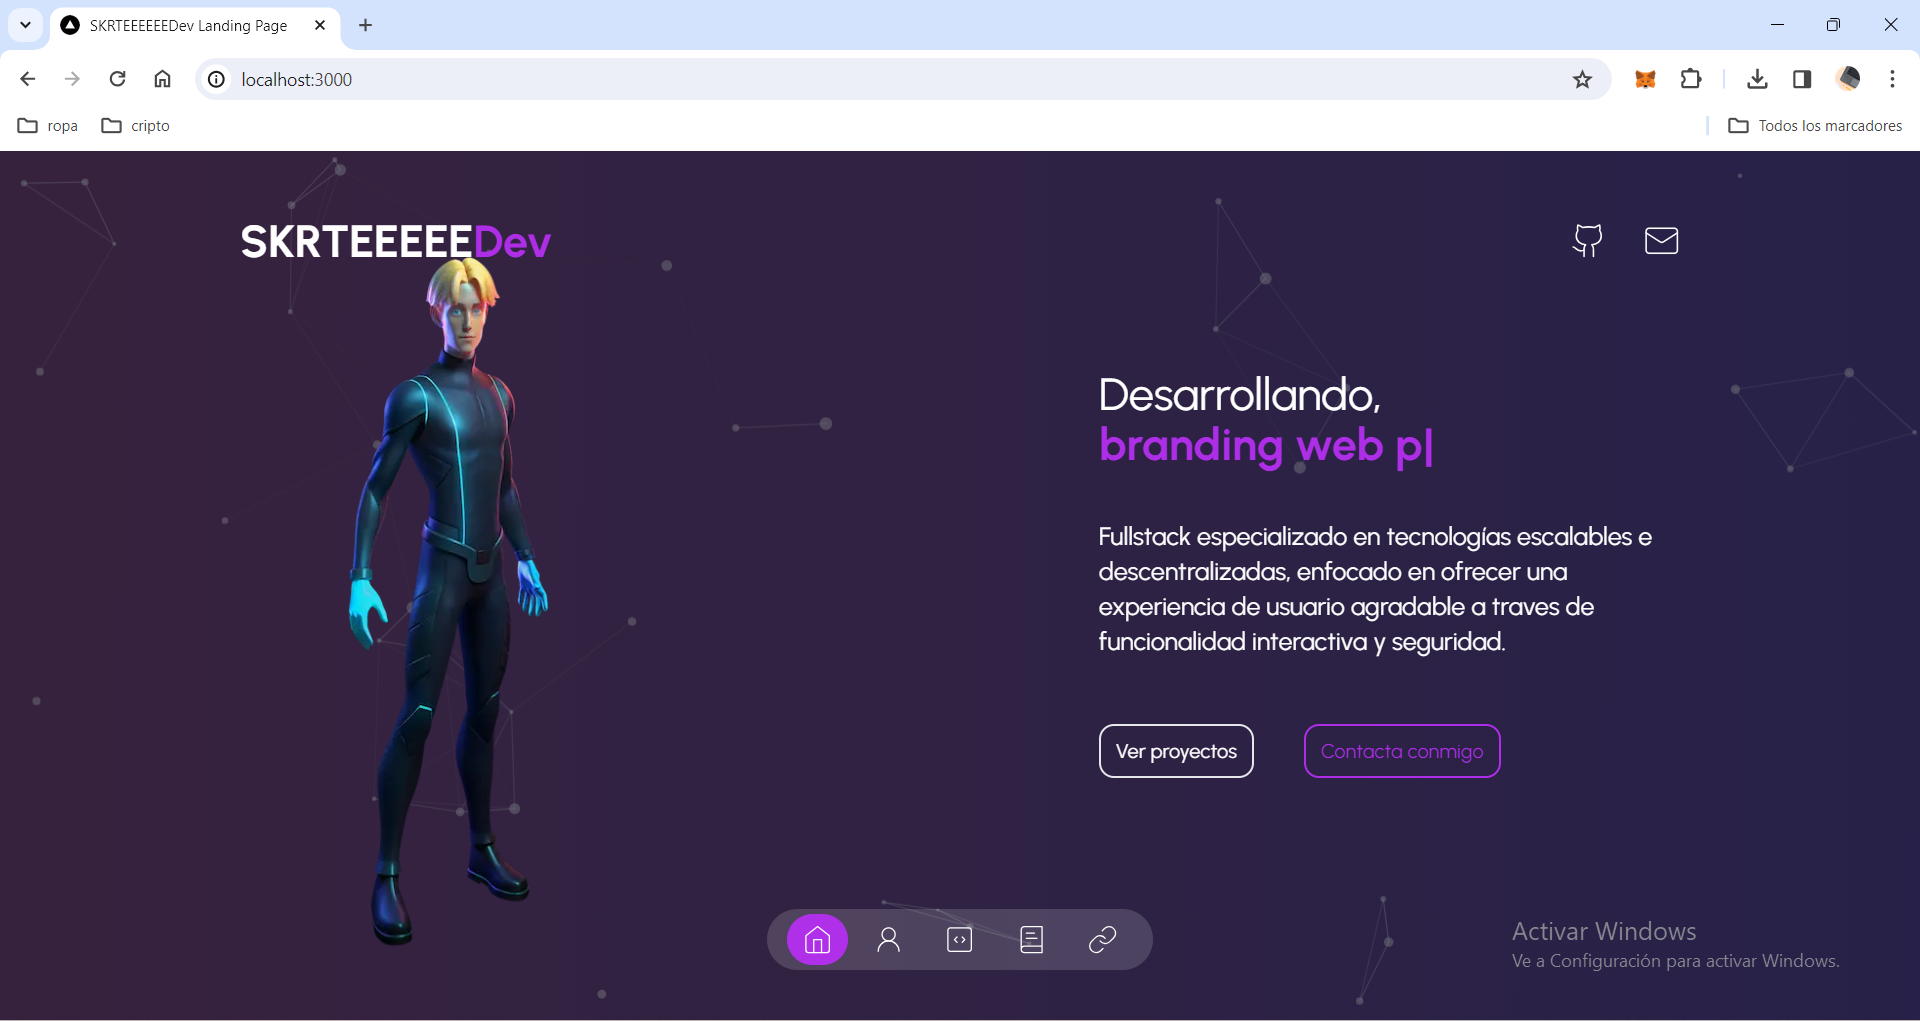 SKRTEEEEEEDev Landing Page
localhost:3000
ropa
cripto
Todos los marcadores
SKRTEEEEEDev
Desarrollando,
branding web p|
Fullstack especializado en tecnologías escalables e
descentralizadas, enfocado en ofrecer una
experiencia de usuario agradable a traves de
funcionalidad interactiva y seguridad.
Ver proyectos
Contacta conmigo
Activar Windows
Ve a Configuración para activar Windows.